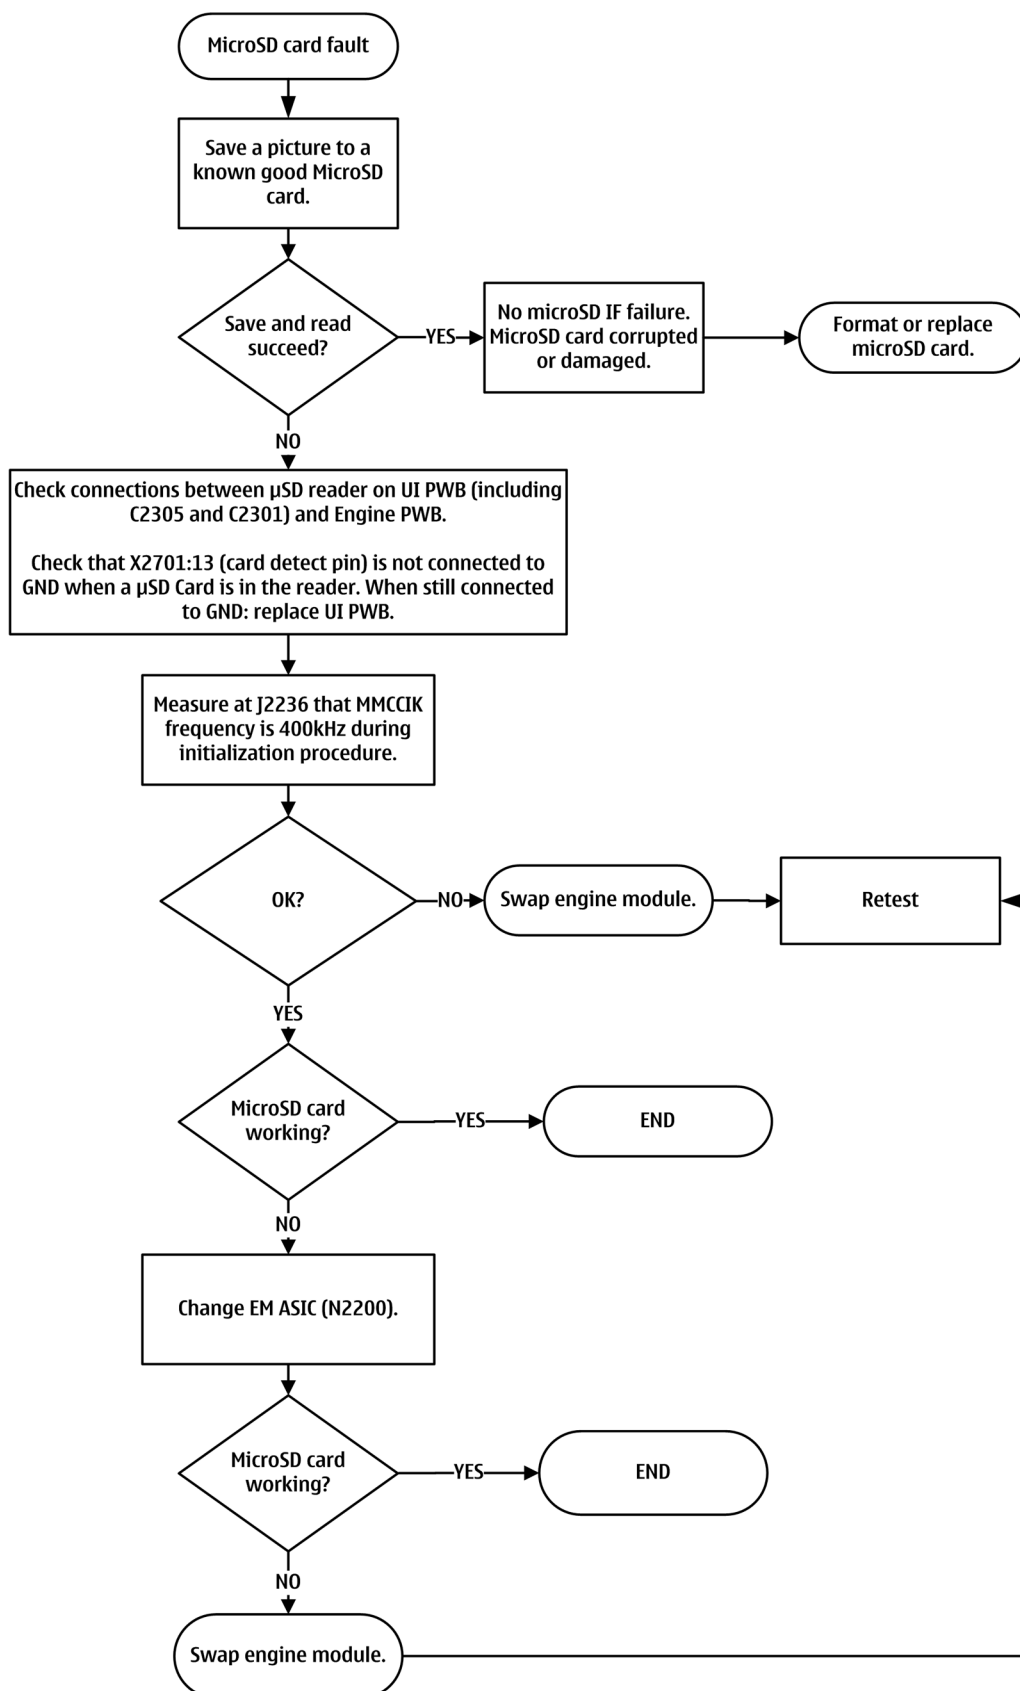 MicroSD card fault
Save a picture to a
known good MicroSD
card.
Save and read
succeed?
YES
No microSD IF failure.
MicroSD card corrupted
or damaged.
Format or replace
microSD card.
NO
Check connections between µSD reader on UI PWB (including
C2305 and C2301) and Engine PWB.
Check that X2701:13 (card detect pin) is not connected to
GND when a µSD Card is in the reader. When still connected
to GND: replace UI PWB.
Measure at J2236 that MMCClK
frequency is 400kHz during
initialization procedure.
OK?
NO
Swap engine module.
Retest
YES
MicroSD card
working?
YES
END
NO
Change EM ASIC (N2200).
MicroSD card
working?
YES
END
NO
Swap engine module.